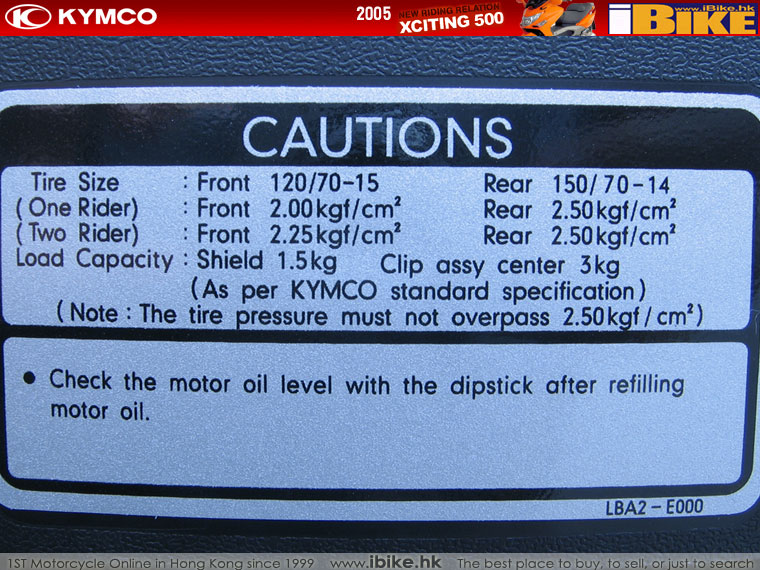 KYMCO 2005 NEW RIDING RELATION XCITING 500 www.iBike.hk iBIKE
CAUTIONS
Tire Size : Front 120/70-15 Rear 150/70-14
(One Rider) : Front 2.00kgf/cm² Rear 2.50kgf/cm²
(Two Rider) : Front 2.25kgf/cm² Rear 2.50kgf/cm²
Load Capacity : Shield 1.5kg Clip assy center 3kg
(As per KYMCO standard specification)
(Note : The tire pressure must not overpass 2.50kgf/cm²)
• Check the motor oil level with the dipstick after refilling
motor oil.
LBA2-E000
1ST Motorcycle Online in Hong Kong since 1999 www.ibike.hk The best place to buy, to sell, or just to search